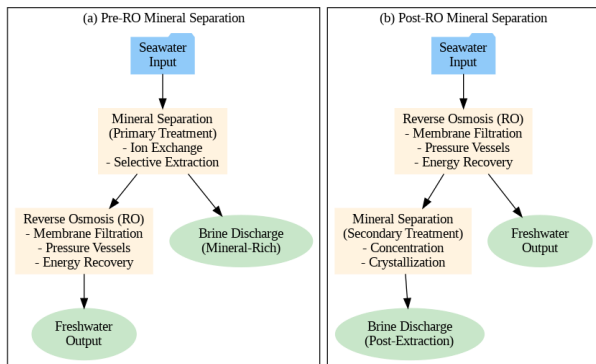 (a) Pre-RO Mineral Separation
Seawater
Input
Mineral Separation
(Primary Treatment)
- Ion Exchange
- Selective Extraction
Reverse Osmosis (RO)
- Membrane Filtration
- Pressure Vessels
- Energy Recovery
Brine Discharge
(Mineral-Rich)
Freshwater
Output
(b) Post-RO Mineral Separation
Seawater
Input
Reverse Osmosis (RO)
- Membrane Filtration
- Pressure Vessels
- Energy Recovery
Mineral Separation
(Secondary Treatment)
- Concentration
- Crystallization
Freshwater
Output
Brine Discharge
(Post-Extraction)